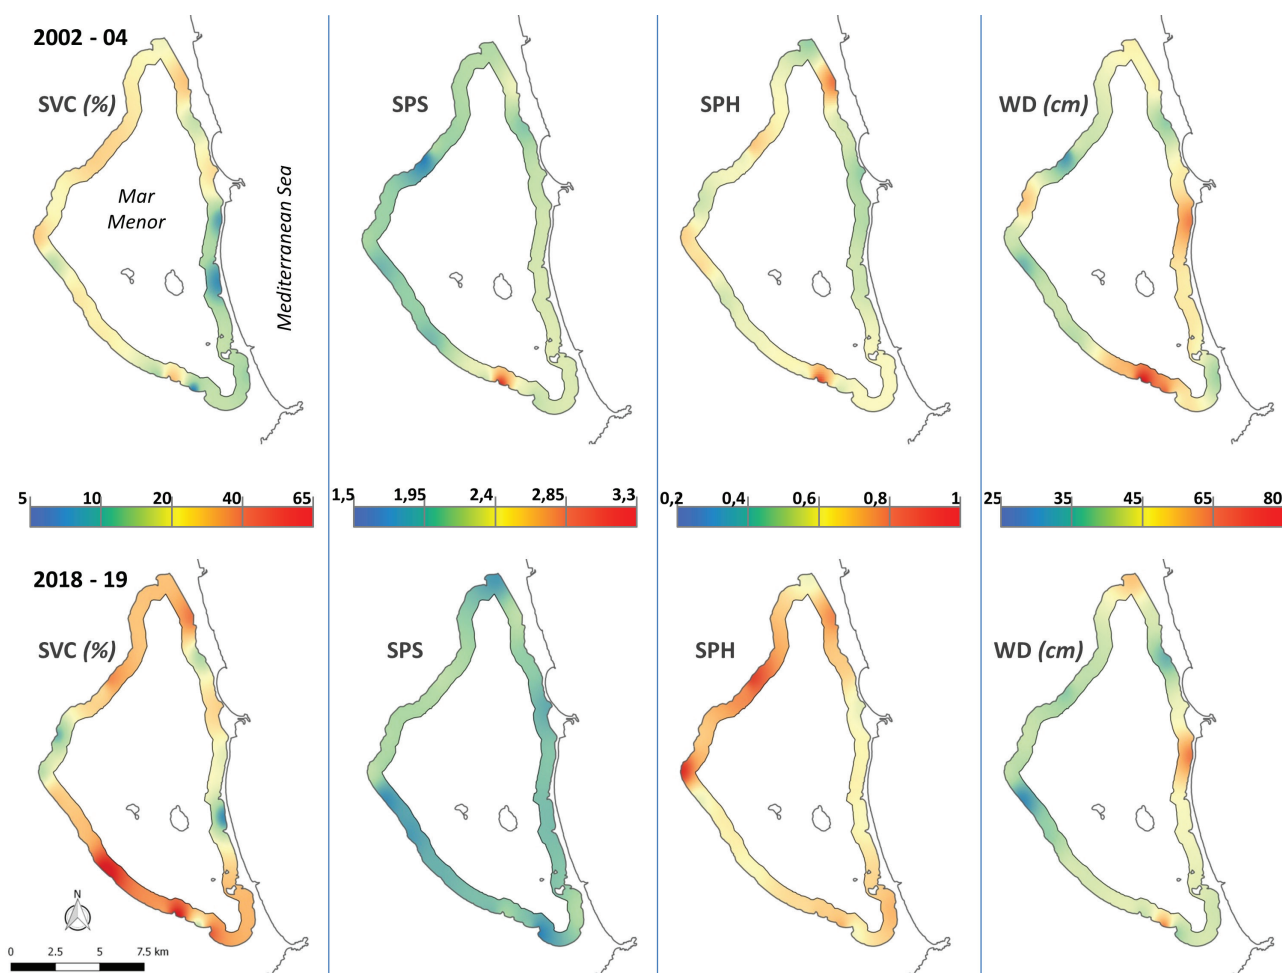 2002 - 04
SVC (%)
SPS
SPH
WD (cm)
Mar
Menor
Mediterranean Sea
5 10 20 40 65
1,5 1,95 2,4 2,85 3,3
0,2 0,4 0,6 0,8 1
25 35 45 65 80
2018 - 19
SVC (%)
SPS
SPH
WD (cm)
N
0 2.5 5 7.5 km